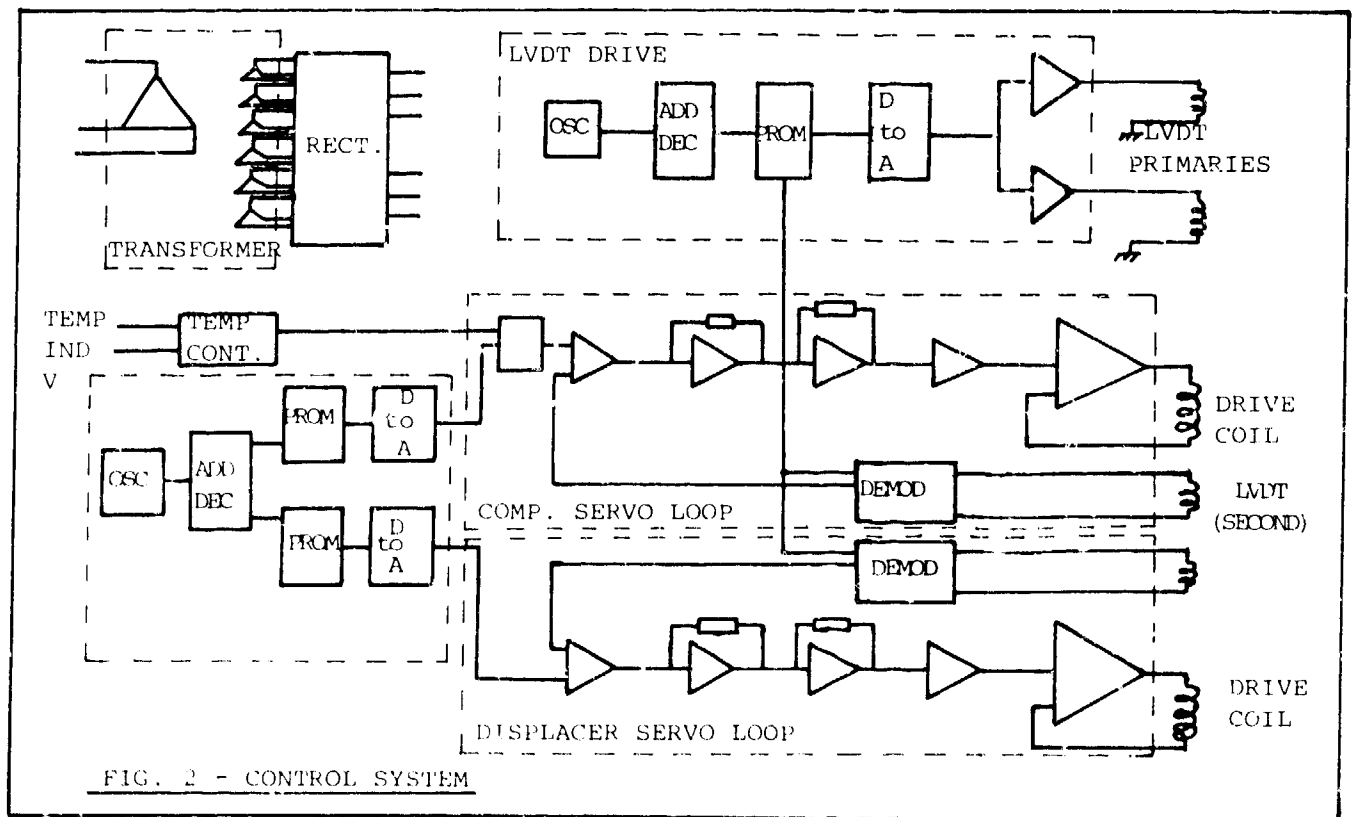 LVDT DRIVE
OSC
ADD
DEC
PROM
D
to
A
LVDT
PRIMARIES
RECT.
TRANSFORMER
TEMP
IND
V
TEMP
CONT.
OSC
ADD
DEC
PROM
D
to
A
PROM
D
to
A
DRIVE
COIL
DEMOD
LVDT
(SECOND)
COMP. SERVO LOOP
DEMOD
DISPLACER SERVO LOOP
DRIVE
COIL
FIG. 2 - CONTROL SYSTEM